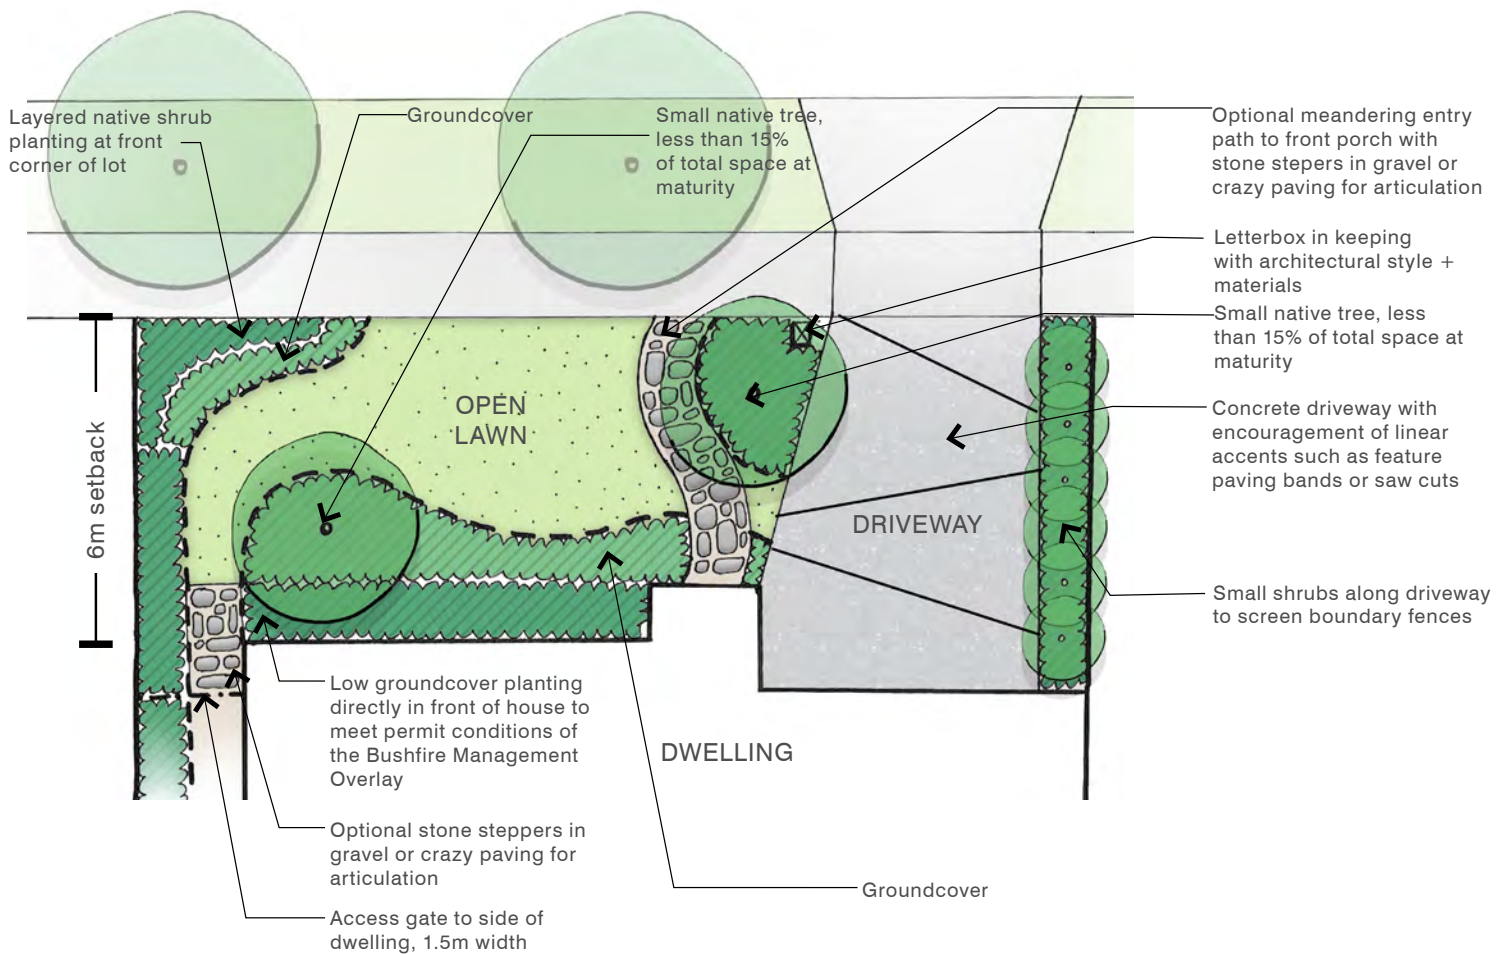 Layered native shrub
planting at front
corner of lot
Groundcover
Small native tree,
less than 15%
of total space at
maturity
Optional meandering entry
path to front porch with
stone stepers in gravel or
crazy paving for articulation
Letterbox in keeping
with architectural style +
materials
Small native tree, less
than 15% of total space at
maturity
Concrete driveway with
encouragement of linear
accents such as feature
paving bands or saw cuts
Small shrubs along driveway
to screen boundary fences
6m setback
OPEN
LAWN
DRIVEWAY
DWELLING
Low groundcover planting
directly in front of house to
meet permit conditions of
the Bushfire Management
Overlay
Optional stone steppers in
gravel or crazy paving for
articulation
Access gate to side of
dwelling, 1.5m width
Groundcover